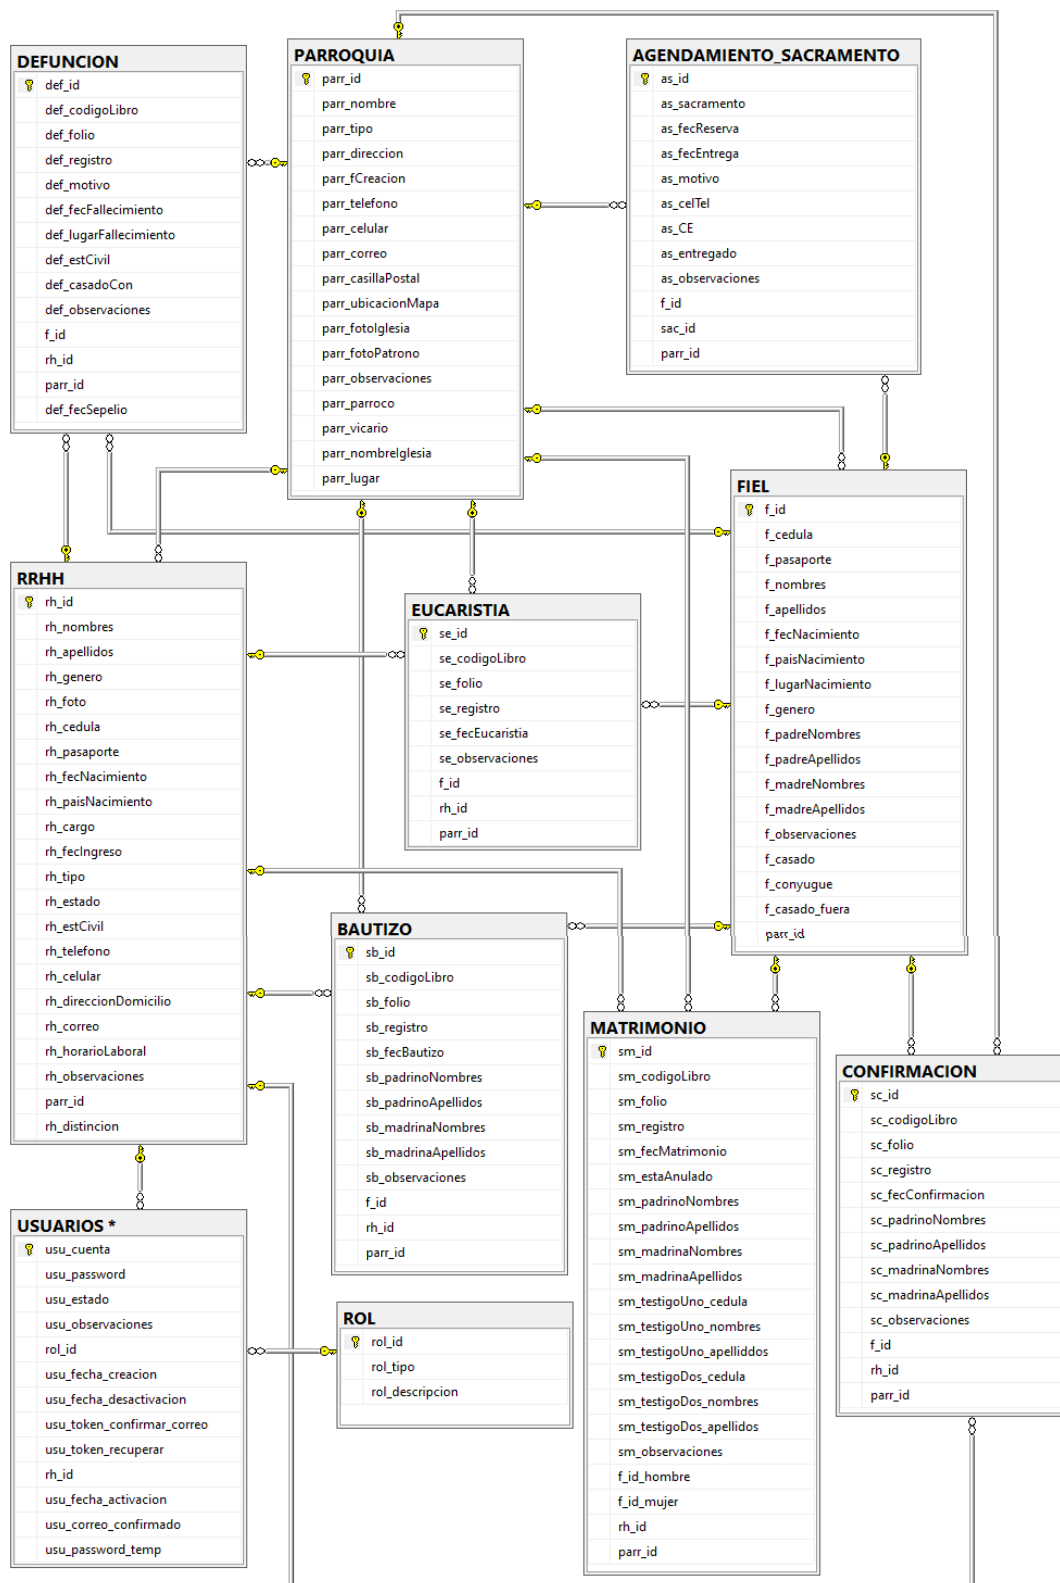 DEFUNCION
def_id
def_codigoLibro
def_folio
def_registro
def_motivo
def_fecFallecimiento
def_lugarFallecimiento
def_estCivil
def_casadoCon
def_observaciones
f_id
rh_id
parr_id
def_fecSepelio
PARROQUIA
parr_id
parr_nombre
parr_tipo
parr_direccion
parr_fCreacion
parr_telefono
parr_celular
parr_correo
parr_casillaPostal
parr_ubicacionMapa
parr_fotoIglesia
parr_fotoPatrono
parr_observaciones
parr_parroco
parr_vicario
parr_nombreIglesia
parr_lugar
AGENDAMIENTO_SACRAMENTO
as_id
as_sacramento
as_fecReserva
as_fecEntrega
as_motivo
as_celTel
as_CE
as_entregado
as_observaciones
f_id
sac_id
parr_id
FIEL
f_id
f_cedula
f_pasaporte
f_nombres
f_apellidos
f_fecNacimiento
f_paisNacimiento
f_lugarNacimiento
f_genero
f_padreNombres
f_padreApellidos
f_madreNombres
f_madreApellidos
f_observaciones
f_casado
f_conyugue
f_casado_fuera
parr_id
RRHH
rh_id
rh_nombres
rh_apellidos
rh_genero
rh_foto
rh_cedula
rh_pasaporte
rh_fecNacimiento
rh_paisNacimiento
rh_cargo
rh_fecIngreso
rh_tipo
rh_estado
rh_estCivil
rh_telefono
rh_celular
rh_direccionDomicilio
rh_correo
rh_horarioLaboral
rh_observaciones
parr_id
rh_distincion
EUCARISTIA
se_id
se_codigoLibro
se_folio
se_registro
se_fecEucaristia
se_observaciones
f_id
rh_id
parr_id
BAUTIZO
sb_id
sb_codigoLibro
sb_folio
sb_registro
sb_fecBautizo
sb_padrinoNombres
sb_padrinoApellidos
sb_madrinaNombres
sb_madrinaApellidos
sb_observaciones
f_id
rh_id
parr_id
MATRIMONIO
sm_id
sm_codigoLibro
sm_folio
sm_registro
sm_fecMatrimonio
sm_estaAnulado
sm_padrinoNombres
sm_padrinoApellidos
sm_madrinaNombres
sm_madrinaApellidos
sm_testigoUno_cedula
sm_testigoUno_nombres
sm_testigoUno_apelliddos
sm_testigoDos_cedula
sm_testigoDos_nombres
sm_testigoDos_apellidos
sm_observaciones
f_id_hombre
f_id_mujer
rh_id
parr_id
CONFIRMACION
sc_id
sc_codigoLibro
sc_folio
sc_registro
sc_fecConfirmacion
sc_padrinoNombres
sc_padrinoApellidos
sc_madrinaNombres
sc_madrinaApellidos
sc_observaciones
f_id
rh_id
parr_id
USUARIOS *
usu_cuenta
usu_password
usu_estado
usu_observaciones
rol_id
usu_fecha_creacion
usu_fecha_desactivacion
usu_token_confirmar_correo
usu_token_recuperar
rh_id
usu_fecha_activacion
usu_correo_confirmado
usu_password_temp
ROL
rol_id
rol_tipo
rol_descripcion